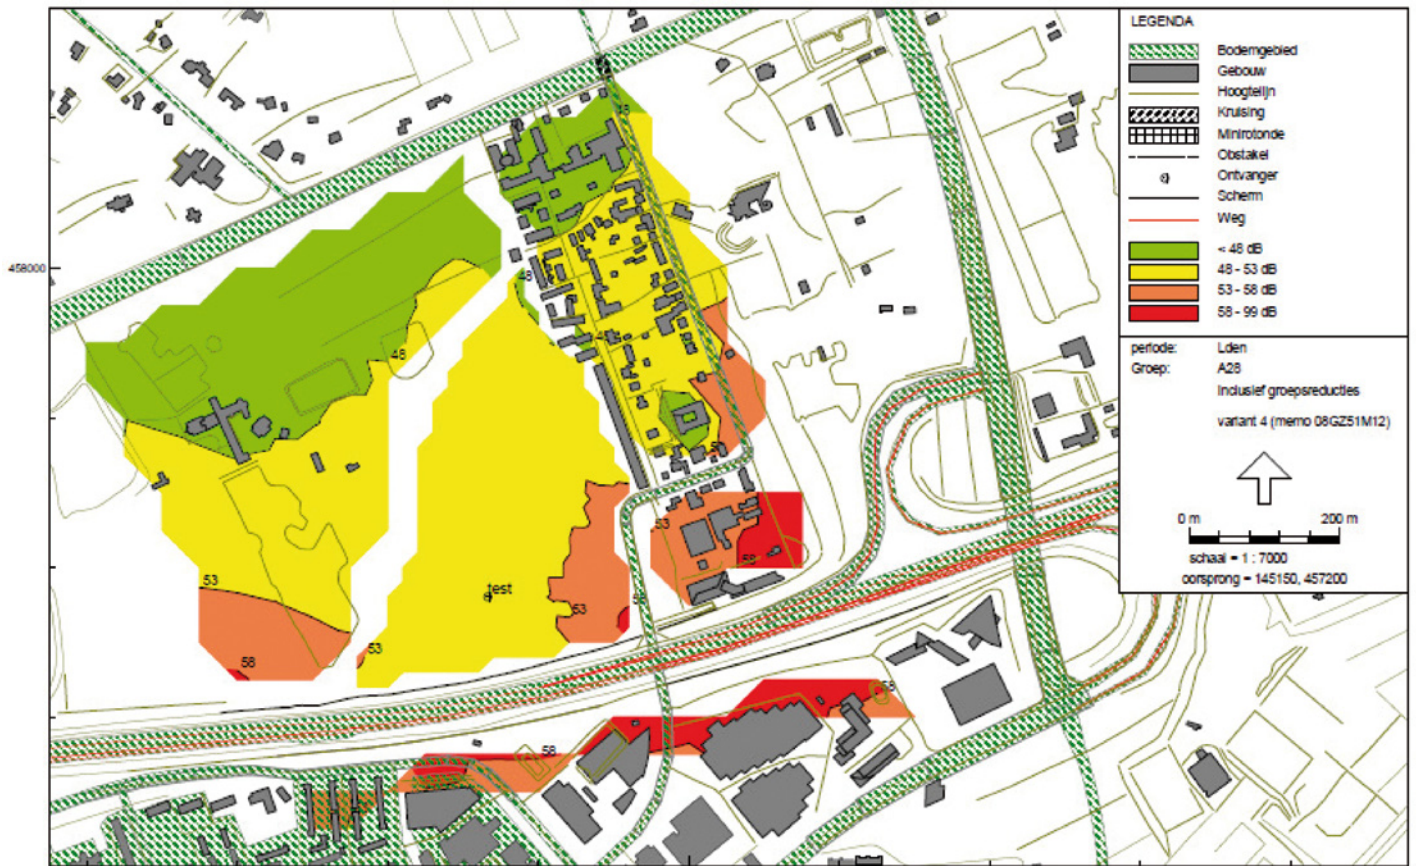 LEGENDA
Bodemgebied
Gebouw
Hoogtelijn
Kruising
Minirotonde
Obstakel
Ontvanger
Scherm
Weg
< 48 dB
48 - 53 dB
53 - 58 dB
58 - 99 dB
periode: Lden
Groep: A28
Inclusief groepsreducties
variant 4 (memo 08GZ51M12)
0 m 200 m
schaal = 1 : 7000
oorsprong = 145150, 457200
458000
48
48
48
53
53
test
53
53
58
58
58
58